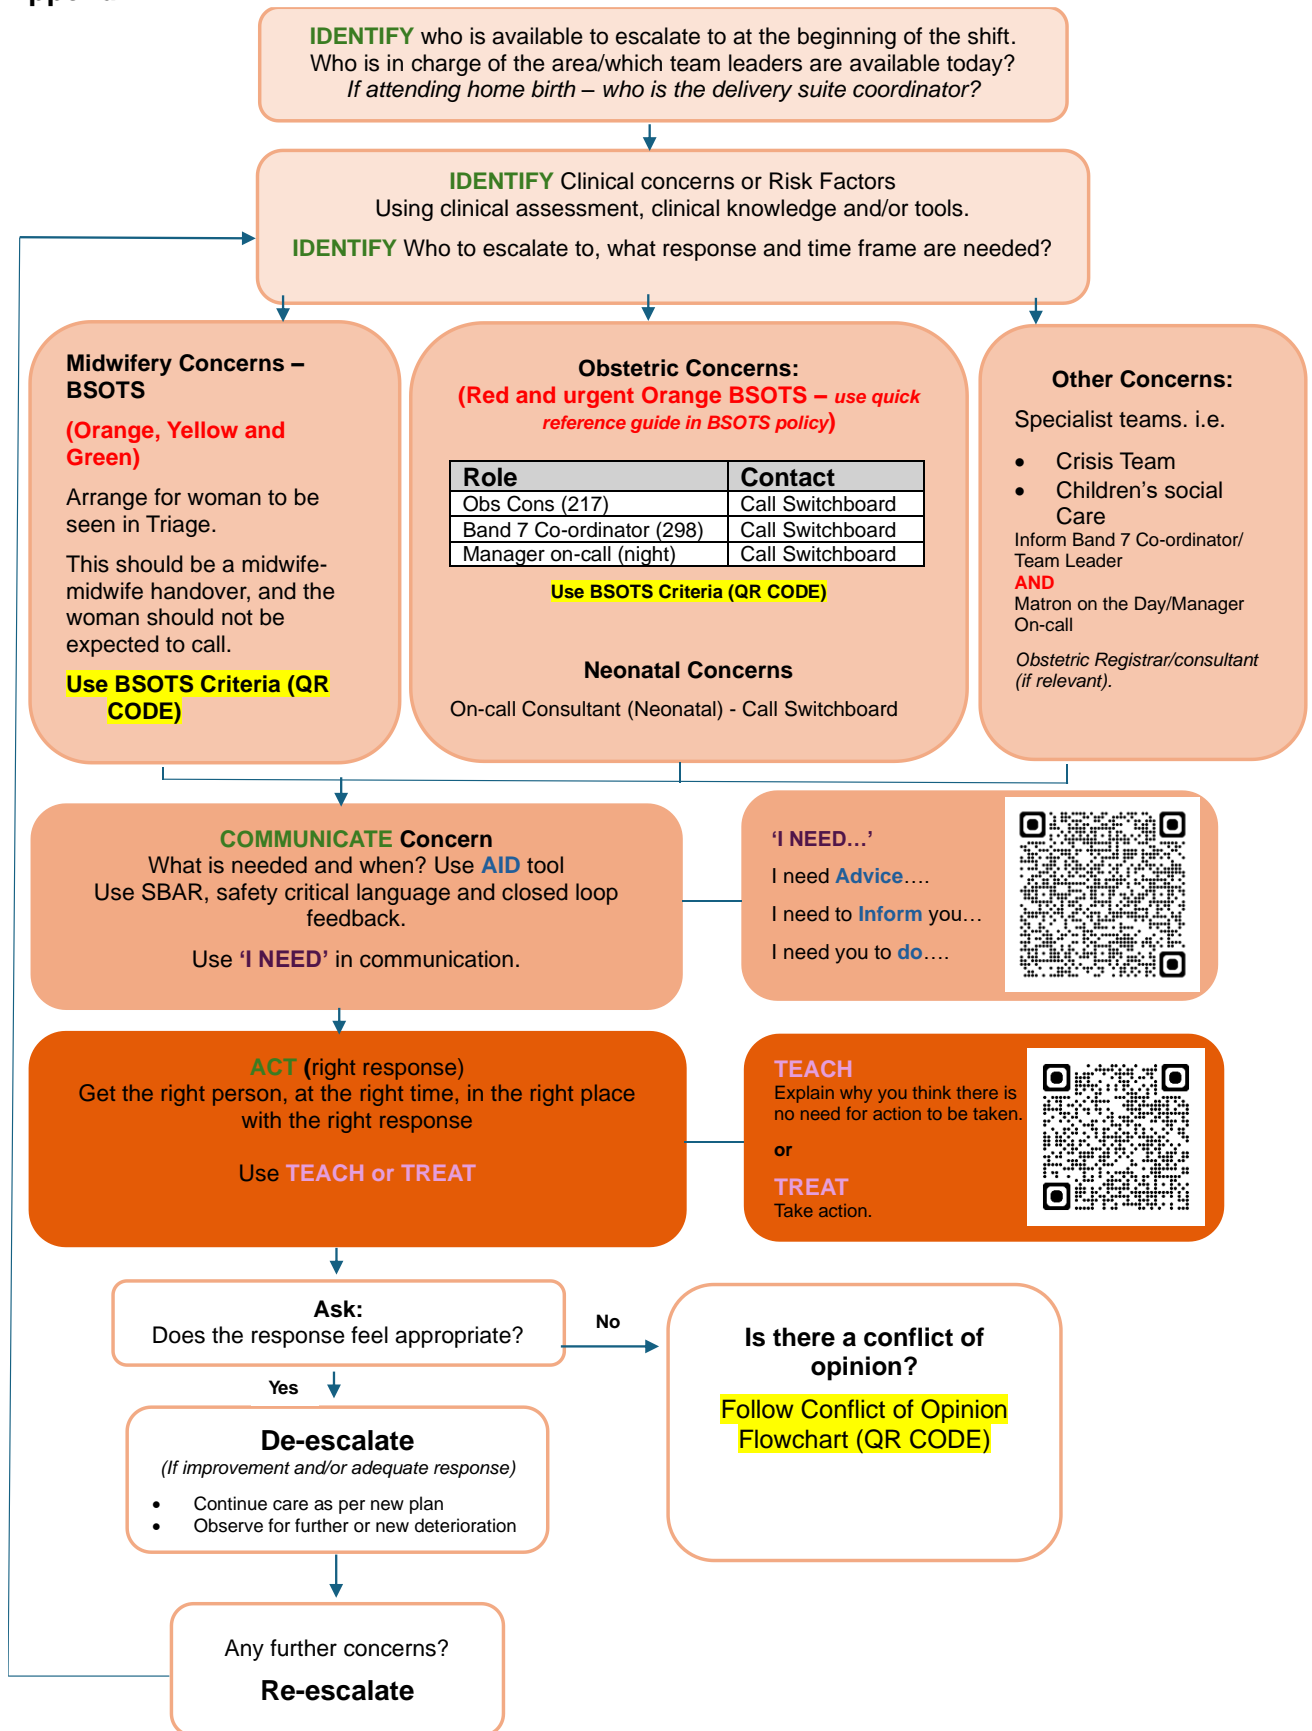 IDENTIFY who is available to escalate to at the beginning of the shift.
Who is in charge of the area/which team leaders are available today?
If attending home birth – who is the delivery suite coordinator?
IDENTIFY Clinical concerns or Risk Factors
Using clinical assessment, clinical knowledge and/or tools.
IDENTIFY Who to escalate to, what response and time frame are needed?
Midwifery Concerns –
BSOTS
(Orange, Yellow and
Green)
Arrange for woman to be
seen in Triage.
This should be a midwife-
midwife handover, and the
woman should not be
expected to call.
Use BSOTS Criteria (QR
CODE)
Obstetric Concerns:
(Red and urgent Orange BSOTS – use quick
reference guide in BSOTS policy)
Role Contact
Obs Cons (217) Call Switchboard
Band 7 Co-ordinator (298) Call Switchboard
Manager on-call (night) Call Switchboard
Use BSOTS Criteria (QR CODE)
Neonatal Concerns
On-call Consultant (Neonatal) - Call Switchboard
Other Concerns:
Specialist teams. i.e.
• Crisis Team
• Children’s social
Care
Inform Band 7 Co-ordinator/
Team Leader
AND
Matron on the Day/Manager
On-call
Obstetric Registrar/consultant
(if relevant).
COMMUNICATE Concern
What is needed and when? Use AID tool
Use SBAR, safety critical language and closed loop
feedback.
Use ‘I NEED’ in communication.
‘I NEED…’
I need Advice….
I need to Inform you…
I need you to do….
ACT (right response)
Get the right person, at the right time, in the right place
with the right response
Use TEACH or TREAT
TEACH
Explain why you think there is
no need for action to be taken.
or
TREAT
Take action.
Ask:
Does the response feel appropriate?
No
Yes
Is there a conflict of
opinion?
Follow Conflict of Opinion
Flowchart (QR CODE)
De-escalate
(If improvement and/or adequate response)
• Continue care as per new plan
• Observe for further or new deterioration
Any further concerns?
Re-escalate